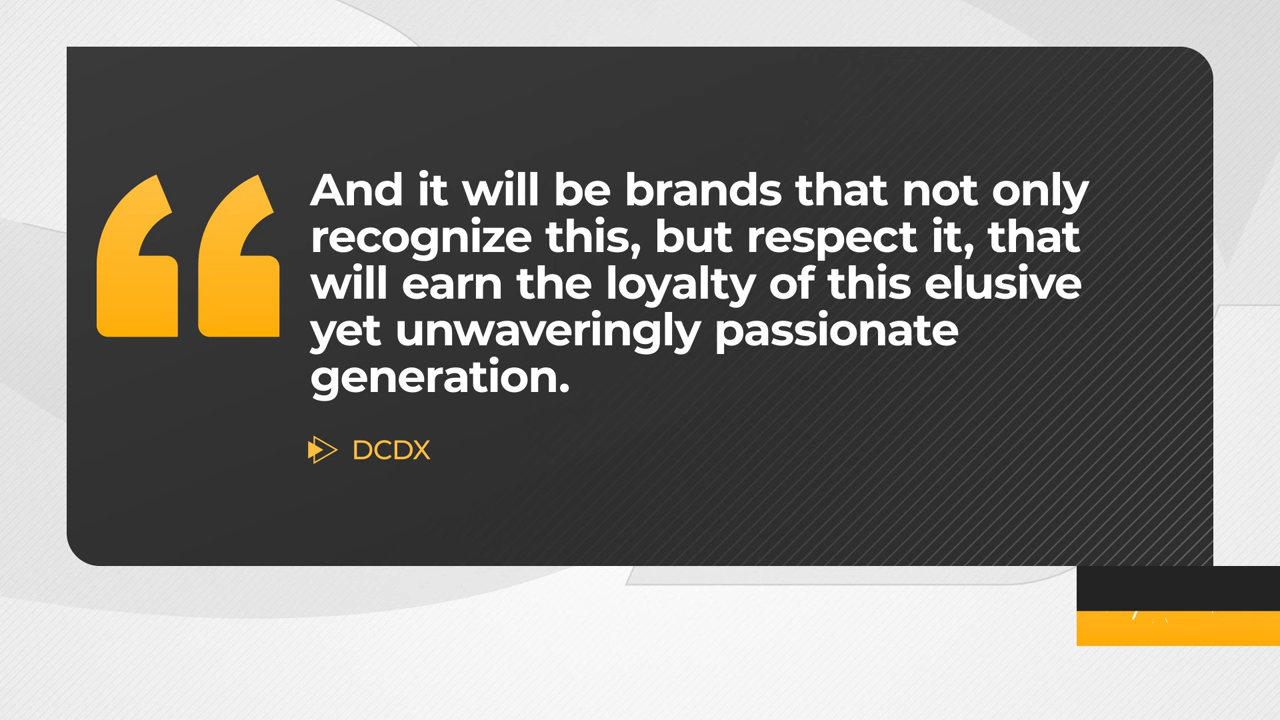 And it will be brands that not only
recognize this, but respect it, that
will earn the loyalty of this elusive
yet unwaveringly passionate
generation.
DCDX